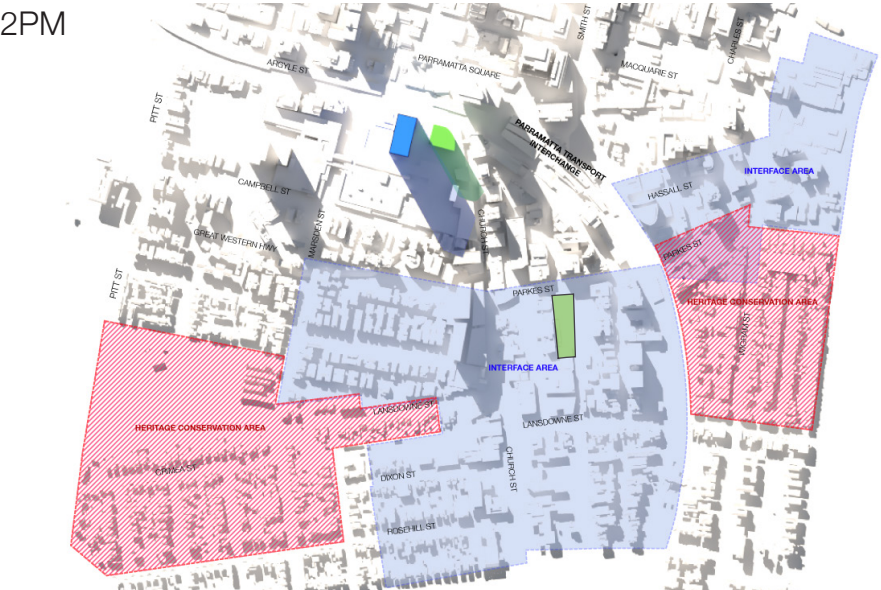 2PM
SMITH ST
CHARLES ST
ARGYLE ST
PARRAMATTA SQUARE
MACQUARIE ST
PITT ST
PARRAMATTA TRANSPORT
INTERCHANGE
INTERFACE AREA
CAMPBELL ST
HASSALL ST
MARSDEN ST
CHURCH ST
GREAT WESTERN HWY
PARKES ST
PITT ST
PARKES ST
HERITAGE CONSERVATION AREA
WIGRAM ST
INTERFACE AREA
LANSDOWNE ST
LANSDOWNE ST
HERITAGE CONSERVATION AREA
CHURCH ST
CRIMEA ST
DIXON ST
ROSEHILL ST